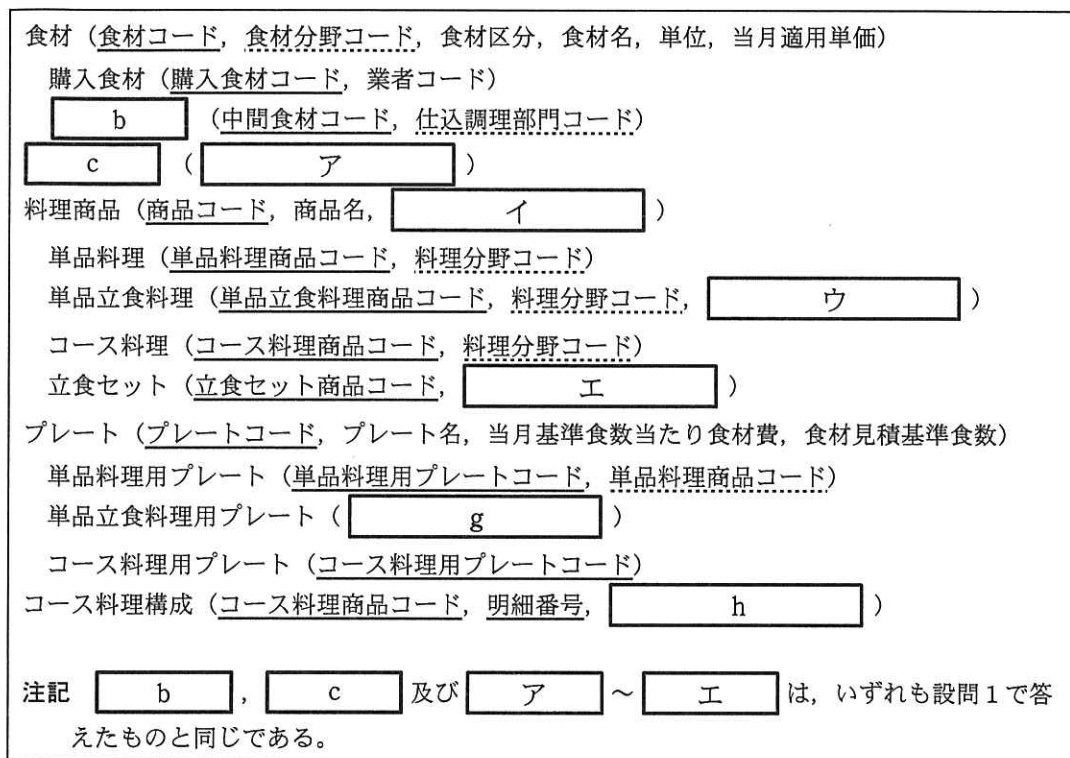 食材（食材コード，食材分野コード，食材区分，食材名，単位，当月適用単価）
購入食材（購入食材コード，業者コード）
b（中間食材コード，仕込調理部門コード）
c（ア）
料理商品（商品コード，商品名，イ）
単品料理（単品料理商品コード，料理分野コード）
単品立食料理（単品立食料理商品コード，料理分野コード，ウ）
コース料理（コース料理商品コード，料理分野コード）
立食セット（立食セット商品コード，エ）
プレート（プレートコード，プレート名，当月基準食数当たり食材費，食材見積基準食数）
単品料理用プレート（単品料理用プレートコード，単品料理商品コード）
単品立食料理用プレート（g）
コース料理用プレート（コース料理用プレートコード）
コース料理構成（コース料理商品コード，明細番号，h）
注記 b，c 及び ア ～ エ は，いずれも設問1で答
えたものと同じである。